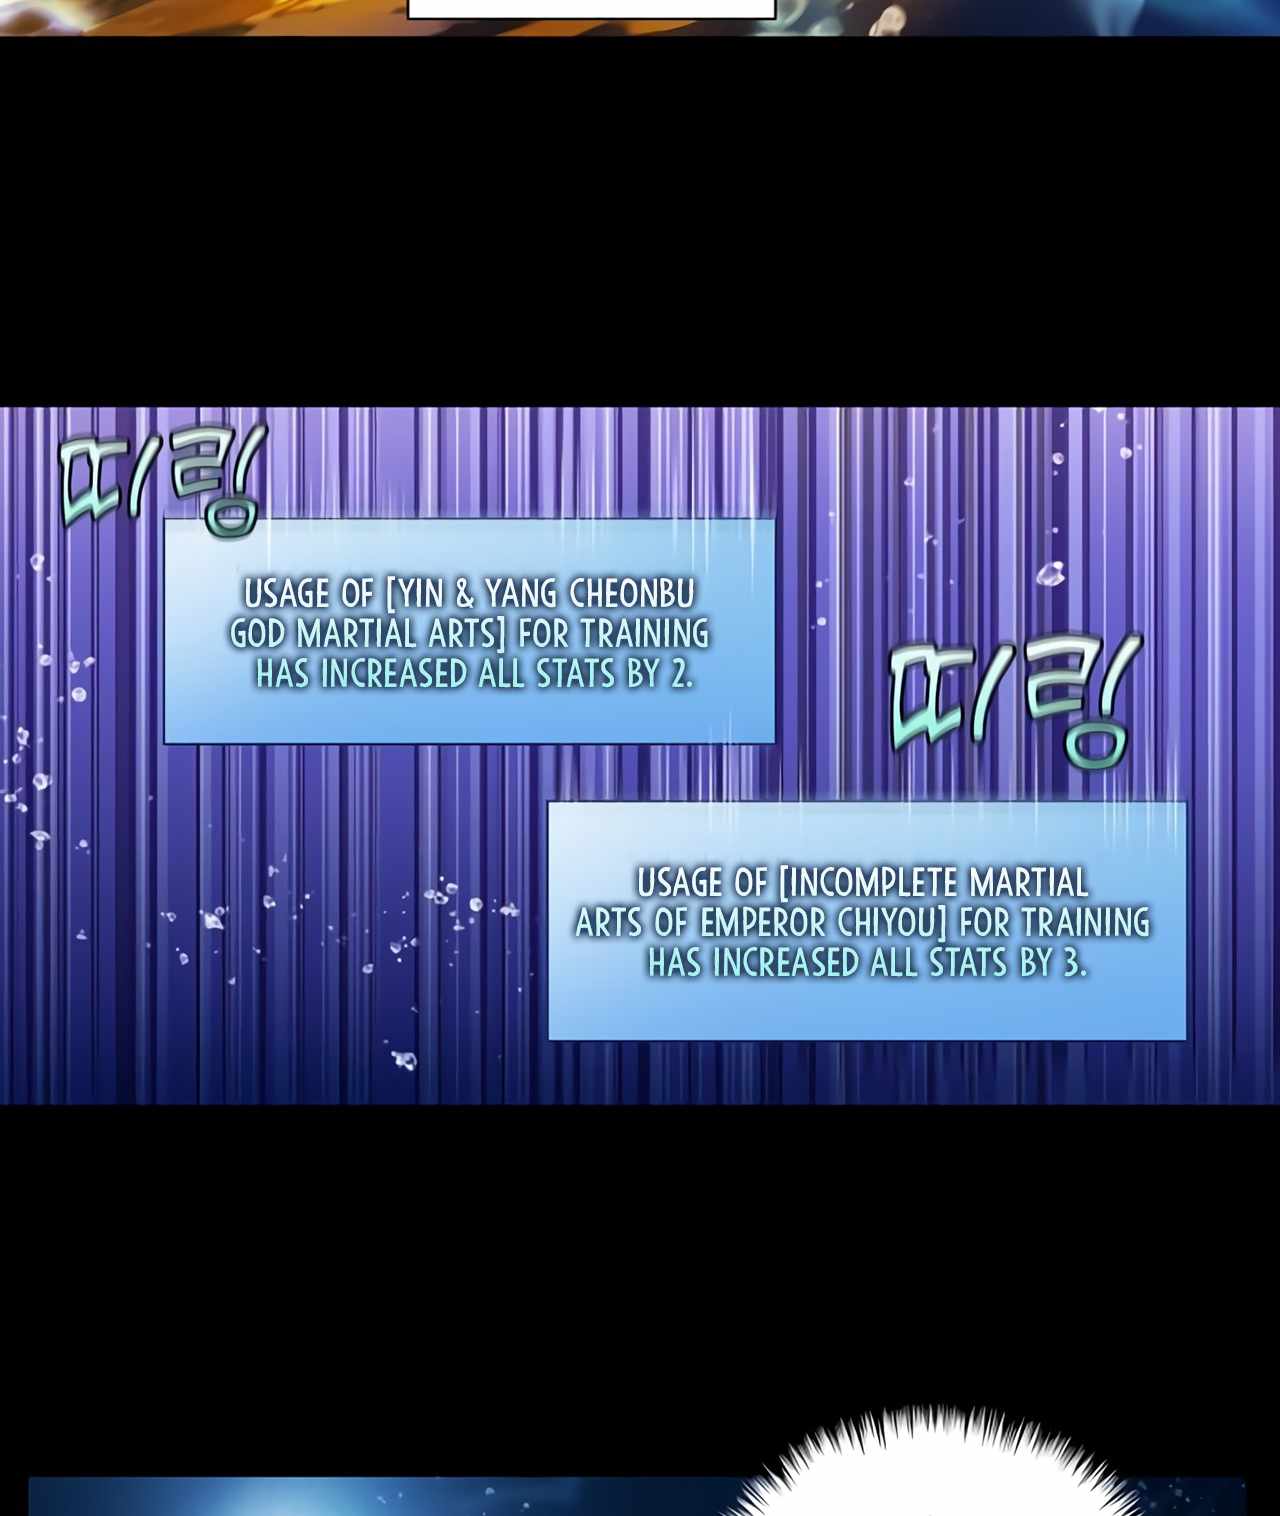 띠링
USAGE OF [YIN & YANG CHEONBU
GOD MARTIAL ARTS] FOR TRAINING
HAS INCREASED ALL STATS BY 2.
띠링
USAGE OF [INCOMPLETE MARTIAL
ARTS OF EMPEROR CHIYOU] FOR TRAINING
HAS INCREASED ALL STATS BY 3.